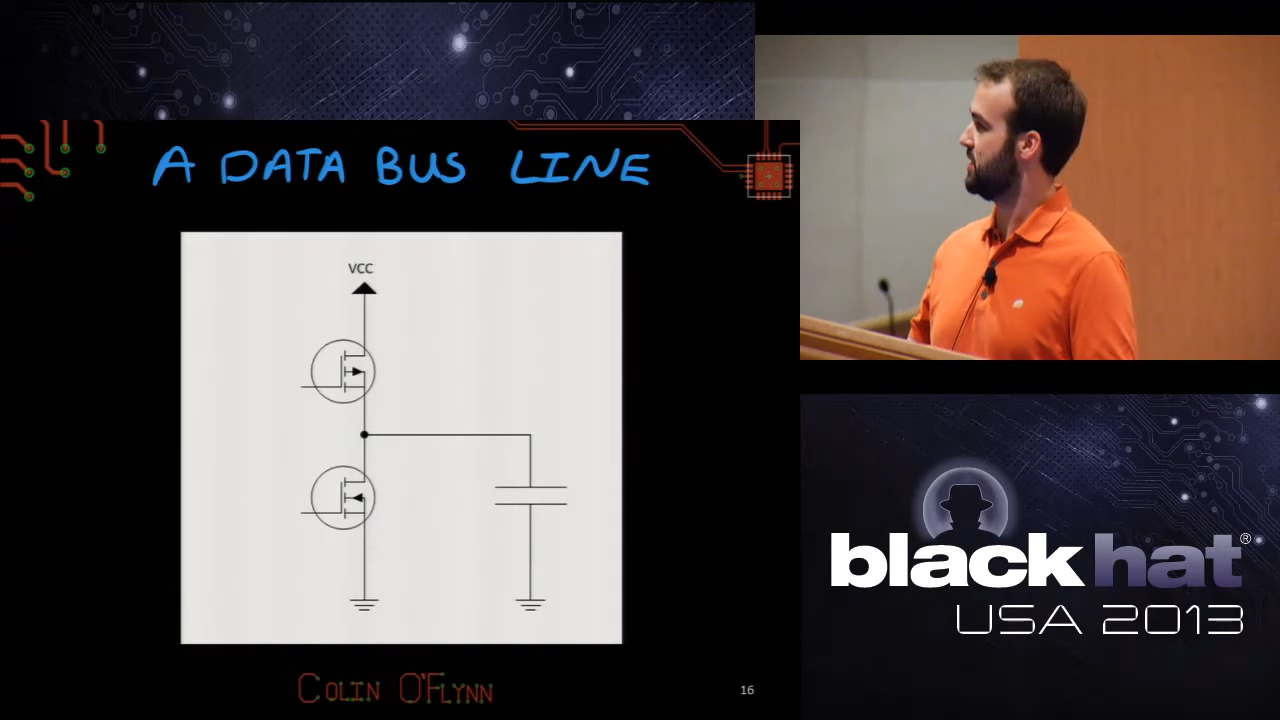 A DATA BUS LINE
VCC
COLIN O'FLYNN
16
black hat®
USA 2013